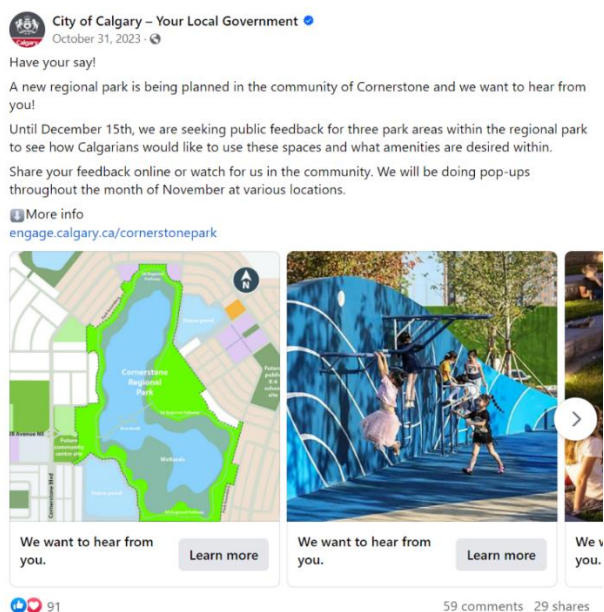 City of Calgary – Your Local Government
October 31, 2023 ·
Calgary
Have your say!
A new regional park is being planned in the community of Cornerstone and we want to hear from
you!
Until December 15th, we are seeking public feedback for three park areas within the regional park
to see how Calgarians would like to use these spaces and what amenities are desired within.
Share your feedback online or watch for us in the community. We will be doing pop-ups
throughout the month of November at various locations.
More info
engage.calgary.ca/cornerstonepark
N
Cornerstone
Regional
Park
Future
community
centre site
Wetlands
Cornerstone Blvd
We want to hear from
you.
Learn more
We want to hear from
you.
Learn more
We
you.
91
59 comments 29 shares